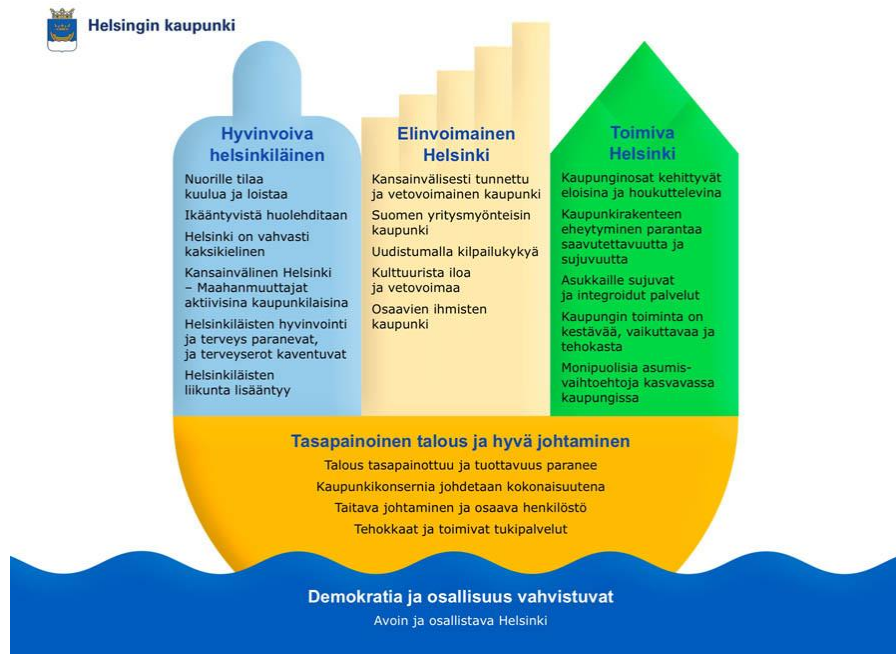 Helsingin kaupunki
Hyvinvoiva
helsinkiläinen
Nuorille tilaa
kuulua ja loistaa
Ikääntyvistä huolehditaan
Helsinki on vahvasti
kaksikielinen
Kansainvälinen Helsinki
– Maahanmuuttajat
aktiivisina kaupunkilaisina
Helsinkiläisten hyvinvointi
ja terveys paranevat,
ja terveyserot kaventuvat
Helsinkiläisten
liikunta lisääntyy
Elinvoimainen
Helsinki
Kansainvälisesti tunnettu
ja vetovoimainen kaupunki
Suomen yritysmyönteisin
kaupunki
Uudistumalla kilpailukykyä
Kulttuurista iloa
ja vetovoimaa
Osaavien ihmisten
kaupunki
Toimiva
Helsinki
Kaupunginosat kehittyvät
eloisina ja houkuttelevina
Kaupunkirakenteen
eheytyminen parantaa
saavutettavuutta ja
sujuvuutta
Asukkaille sujuvat
ja integroidut palvelut
Kaupungin toiminta on
kestävää, vaikuttavaa ja
tehokasta
Monipuolisia asumis-
vaihtoehtoja kasvavassa
kaupungissa
Tasapainoinen talous ja hyvä johtaminen
Talous tasapainottuu ja tuottavuus paranee
Kaupunkikonsernia johdetaan kokonaisuutena
Taitava johtaminen ja osaava henkilöstö
Tehokkaat ja toimivat tukipalvelut
Demokratia ja osallisuus vahvistuvat
Avoin ja osallistava Helsinki